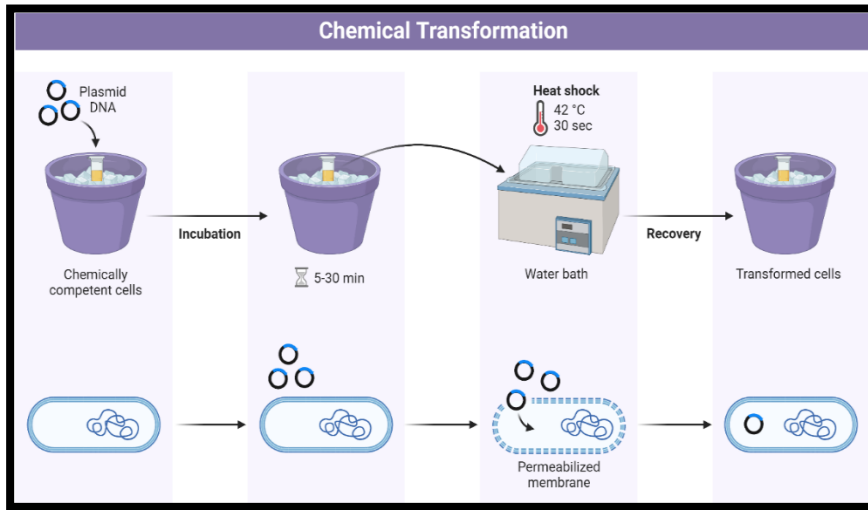 Chemical Transformation
Plasmid
DNA
Heat shock
42 °C
30 sec
Incubation
Recovery
Chemically
competent cells
5-30 min
Water bath
Transformed cells
Permeabilized
membrane